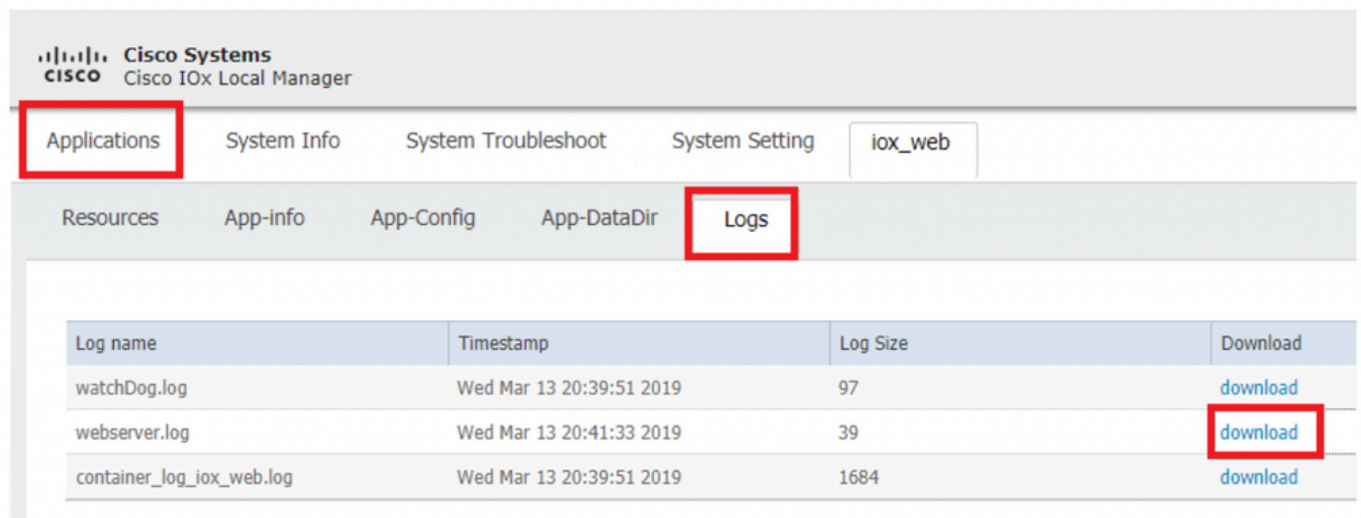 Cisco Systems
CISCO Cisco IOx Local Manager
Applications System Info System Troubleshoot System Setting iox_web
Resources App-info App-Config App-DataDir Logs
Log name Timestamp Log Size Download
watchDog.log Wed Mar 13 20:39:51 2019 97 download
webserver.log Wed Mar 13 20:41:33 2019 39 download
container_log_iox_web.log Wed Mar 13 20:39:51 2019 1684 download